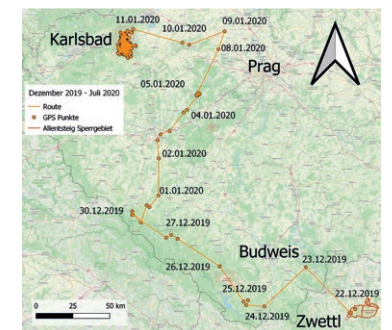 11.01.2020
Karlsbad
10.01.2020
09.01.2020
08.01.2020
Prag
05.01.2020
Dezember 2019 - Juli 2020
Route
GPS Punkte
Allentsteig Sperrgebiet
04.01.2020
02.01.2020
01.01.2020
30.12.2019
27.12.2019
Budweis
23.12.2019
26.12.2019
25.12.2019
22.12.2019
24.12.2019
Zwettl
0 25 50 km